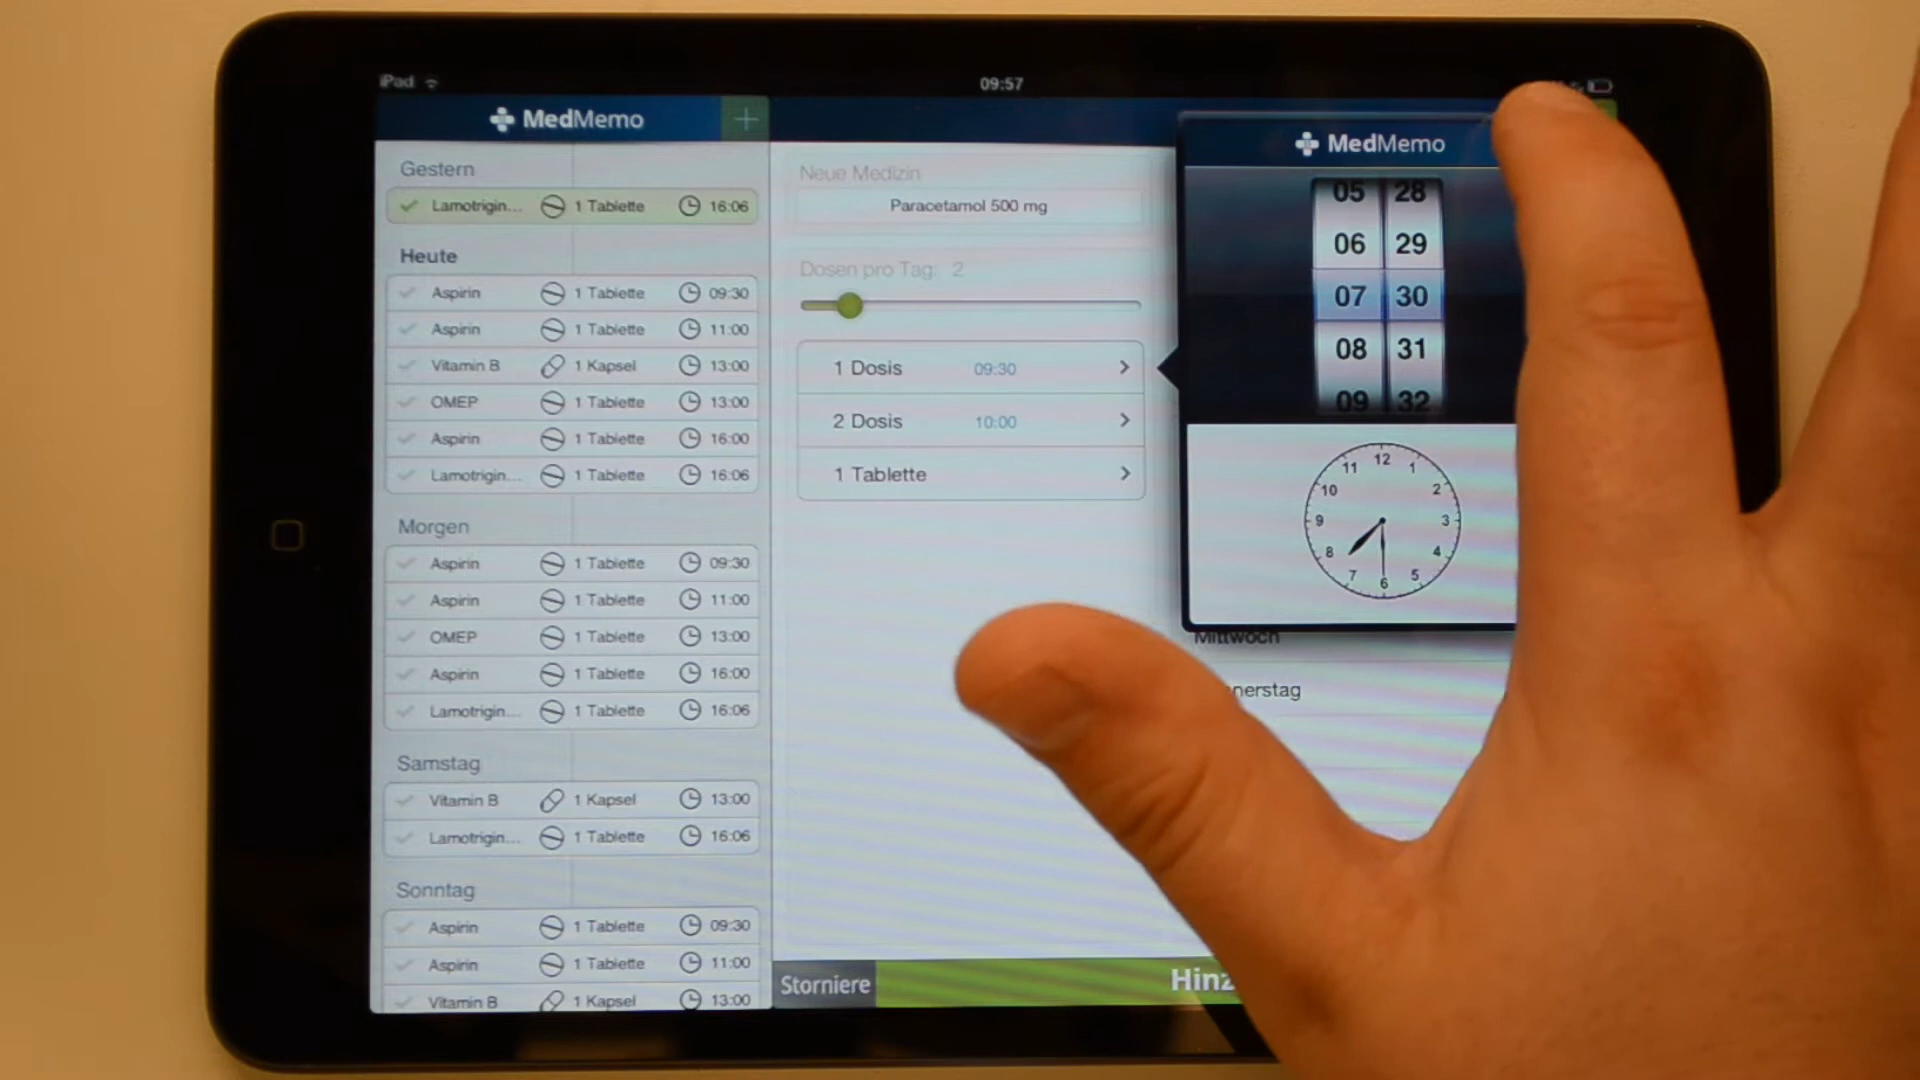 iPad
09:57
MedMemo
+
Gestern
Lamotrigin... 1 Tablette 16:06
Heute
Aspirin 1 Tablette 09:30
Aspirin 1 Tablette 11:00
Vitamin B 1 Kapsel 13:00
OMEP 1 Tablette 13:00
Aspirin 1 Tablette 16:00
Lamotrigin... 1 Tablette 16:06
Morgen
Aspirin 1 Tablette 09:30
Aspirin 1 Tablette 11:00
OMEP 1 Tablette 13:00
Aspirin 1 Tablette 16:00
Lamotrigin... 1 Tablette 16:06
Samstag
Vitamin B 1 Kapsel 13:00
Lamotrigin... 1 Tablette 16:06
Sonntag
Aspirin 1 Tablette 09:30
Aspirin 1 Tablette 11:00
Vitamin B 1 Kapsel 13:00
Neue Medizin
Paracetamol 500 mg
Dosen pro Tag: 2
1 Dosis 09:30
2 Dosis 10:00
1 Tablette
MedMemo
05 28
06 29
07 30
08 31
09 32
12
11 1
10 2
9 3
8 4
7 5
6
Mittwoch
nerstag
Storniere
Hinz